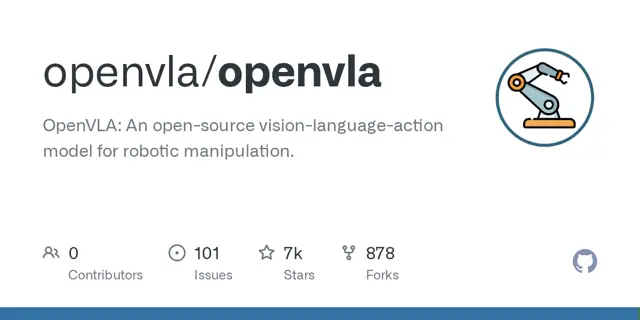 openvla/openvla
OpenVLA: An open-source vision-language-action
model for robotic manipulation.
0 101 7k 878
Contributors Issues Stars Forks